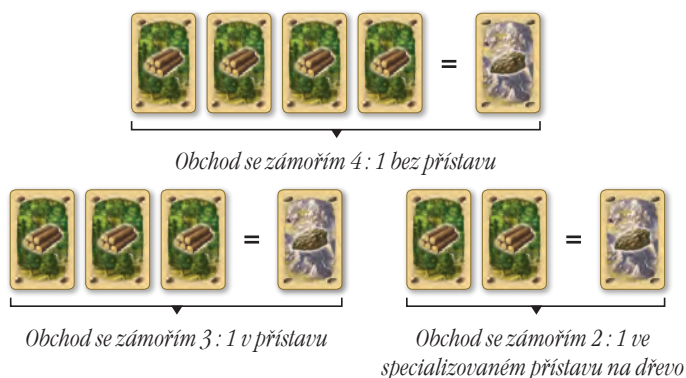 =
Obchod se zámořím 4 : 1 bez přístavu
=
=
Obchod se zámořím 3 : 1 v přístavu
Obchod se zámořím 2 : 1 ve
specializovaném přístavu na dřevo